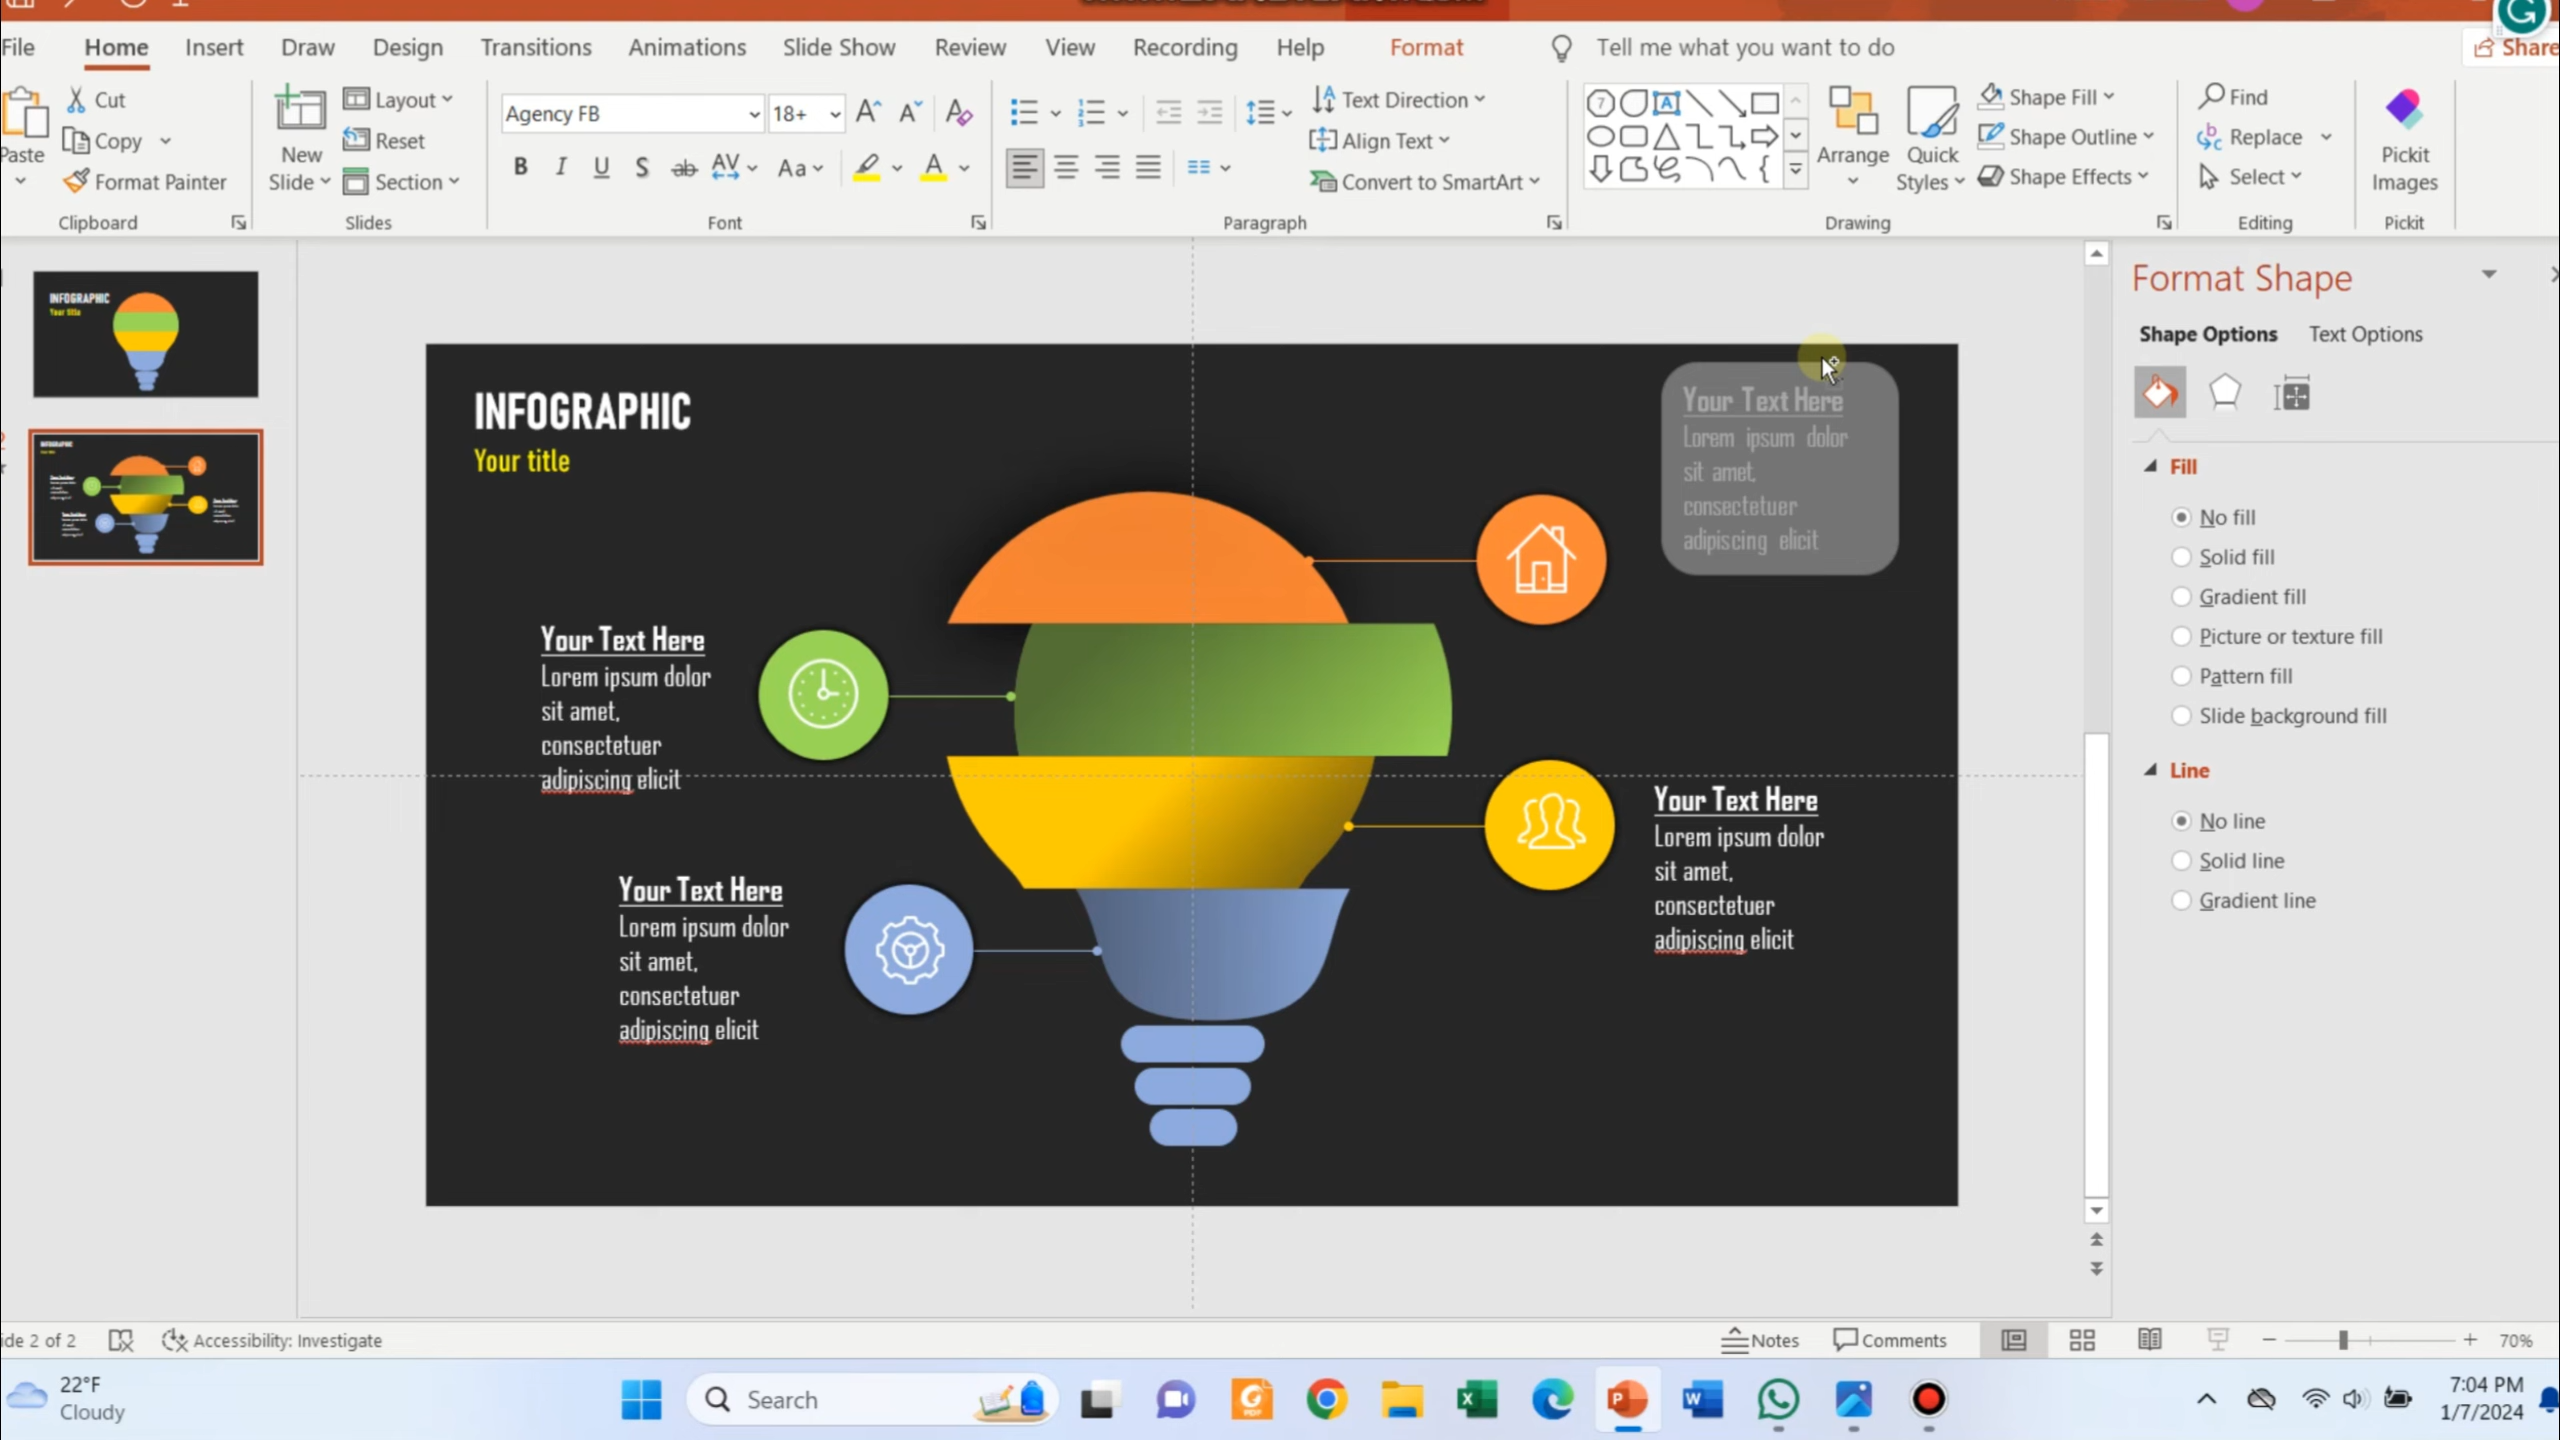 File Home Insert Draw Design Transitions Animations Slide Show Review View Recording Help Format Tell me what you want to do Share
Paste
Cut
Copy
Format Painter
Clipboard
New Slide
Layout
Reset
Section
Slides
Agency FB 18+
B I U S ab AV Aa A
Font
Text Direction
Align Text
Convert to SmartArt
Paragraph
Arrange
Quick Styles
Shape Fill
Shape Outline
Shape Effects
Drawing
Find
Replace
Select
Editing
Pickit Images
Pickit
INFOGRAPHIC
Your title
INFOGRAPHIC
Your title
Your Text Here
Lorem ipsum dolor
sit amet,
consectetuer
adipiscing elicit
Your Text Here
Lorem ipsum dolor
sit amet,
consectetuer
adipiscing elicit
Your Text Here
Lorem ipsum dolor
sit amet,
consectetuer
adipiscing elicit
Your Text Here
Lorem ipsum dolor
sit amet,
consectetuer
adipiscing elicit
Format Shape
Shape Options Text Options
Fill
No fill
Solid fill
Gradient fill
Picture or texture fill
Pattern fill
Slide background fill
Line
No line
Solid line
Gradient line
ide 2 of 2 Accessibility: Investigate Notes Comments 70%
22°F
Cloudy
Search
7:04 PM
1/7/2024